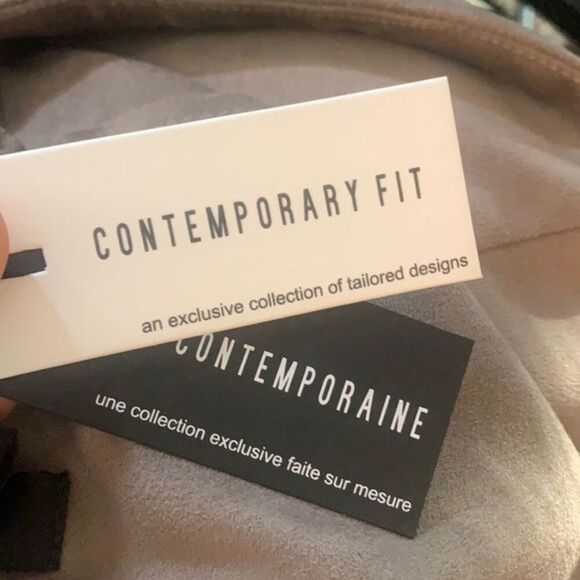 CONTEMPORARY FIT
an exclusive collection of tailored designs
CONTEMPORAINE
une collection exclusive faite sur mesure